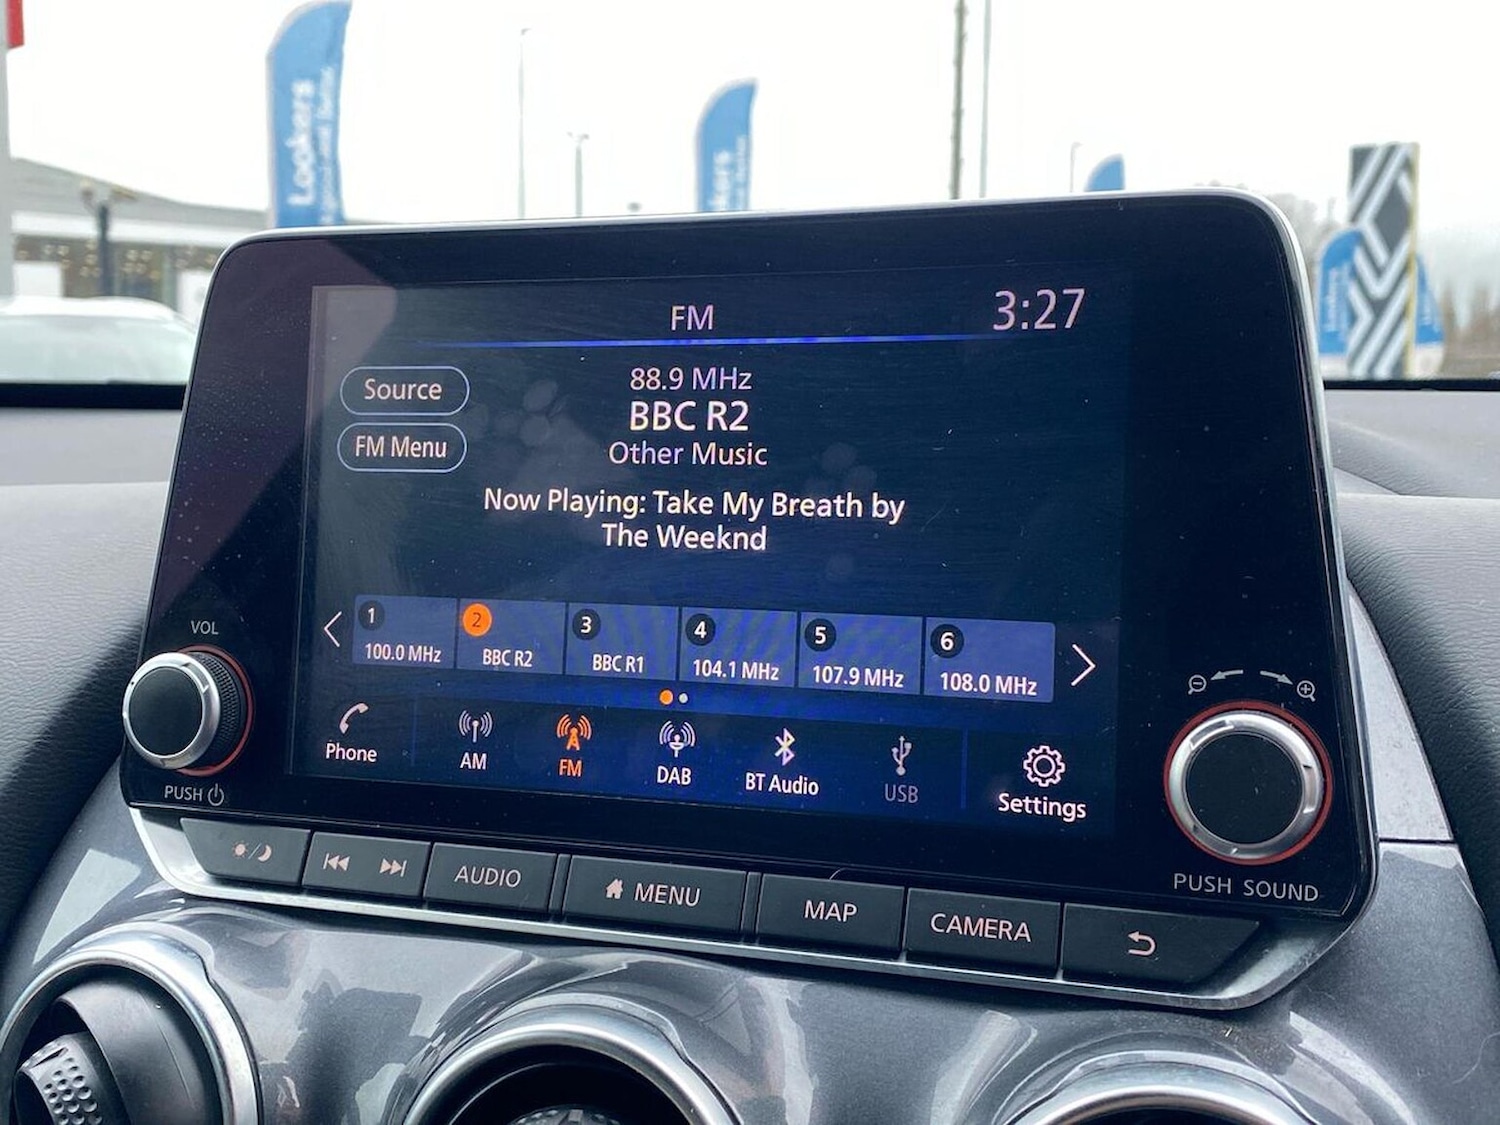 Lookers
Lookers
FM
3:27
Source
88.9 MHz
BBC R2
FM Menu
Other Music
Now Playing: Take My Breath by
The Weeknd
1
2
3
4
5
6
100.0 MHz
BBC R2
BBC R1
104.1 MHz
107.9 MHz
108.0 MHz
Phone
AM
FM
DAB
BT Audio
USB
Settings
VOL
PUSH
PUSH SOUND
AUDIO
MENU
MAP
CAMERA